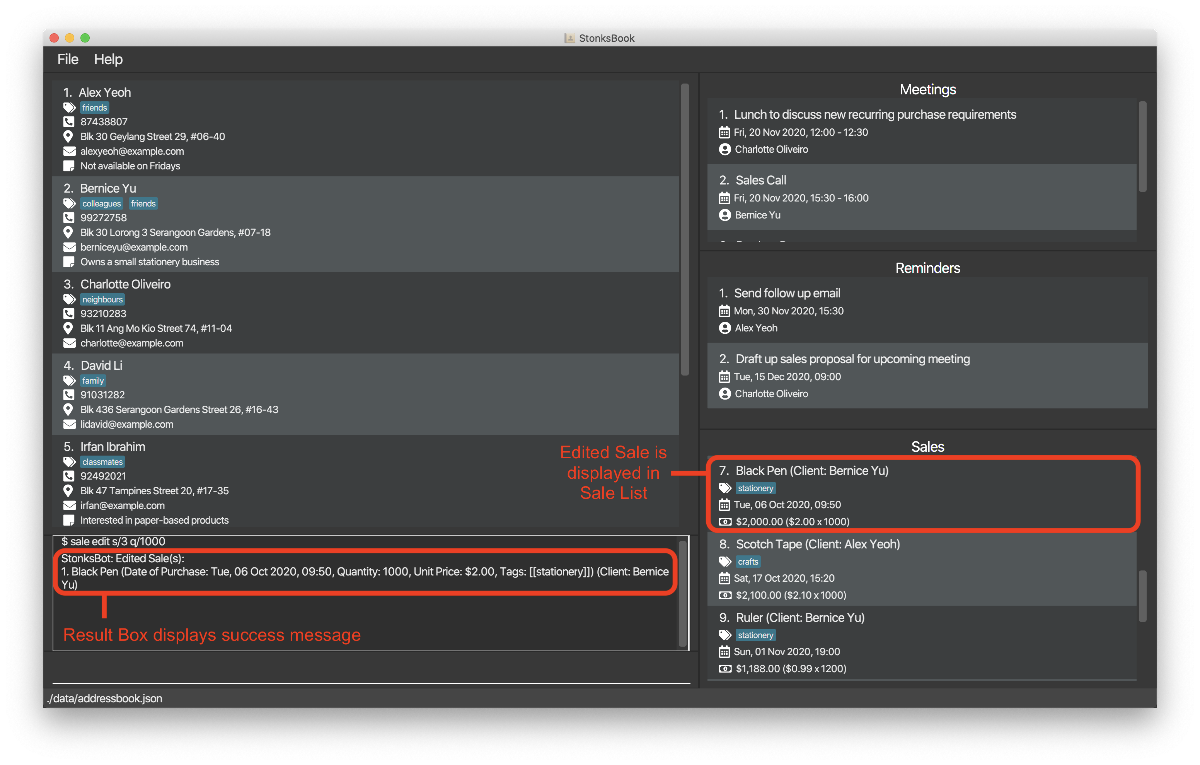 StonksBook
File Help
1. Alex Yeoh
friends
87438807
Blk 30 Geylang Street 29, #06-40
alexyeoh@example.com
Not available on Fridays
2. Bernice Yu
colleagues friends
99272758
Blk 30 Lorong 3 Serangoon Gardens, #07-18
berniceyu@example.com
Owns a small stationery business
3. Charlotte Oliveiro
neighbours
93210283
Blk 11 Ang Mo Kio Street 74, #11-04
charlotte@example.com
4. David Li
family
91031282
Blk 436 Serangoon Gardens Street 26, #16-43
lidavid@example.com
5. Irfan Ibrahim
classmates
92492021
Blk 47 Tampines Street 20, #17-35
irfan@example.com
Interested in paper-based products
$ sale edit s/3 q/1000
StonksBot: Edited Sale(s):
1. Black Pen (Date of Purchase: Tue, 06 Oct 2020, 09:50, Quantity: 1000, Unit Price: $2.00, Tags: [[stationery]]) (Client: Bernice
Yu)
Result Box displays success message
Meetings
1. Lunch to discuss new recurring purchase requirements
Fri, 20 Nov 2020, 12:00 - 12:30
Charlotte Oliveiro
2. Sales Call
Fri, 20 Nov 2020, 15:30 - 16:00
Bernice Yu
Reminders
1. Send follow up email
Mon, 30 Nov 2020, 15:30
Alex Yeoh
2. Draft up sales proposal for upcoming meeting
Tue, 15 Dec 2020, 09:00
Charlotte Oliveiro
Edited Sale is
displayed in
Sale List
Sales
7. Black Pen (Client: Bernice Yu)
stationery
Tue, 06 Oct 2020, 09:50
$2,000.00 ($2.00 x 1000)
8. Scotch Tape (Client: Alex Yeoh)
crafts
Sat, 17 Oct 2020, 15:20
$2,100.00 ($2.10 x 1000)
9. Ruler (Client: Bernice Yu)
stationery
Sun, 01 Nov 2020, 19:00
$1,188.00 ($0.99 x 1200)
./data/addressbook.json